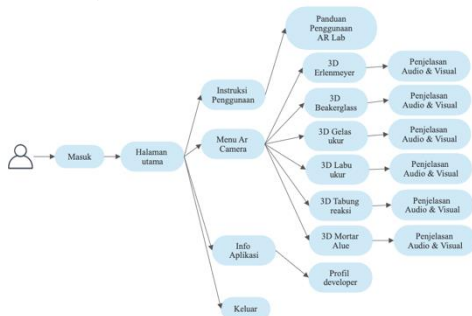 Panduan
Penggunaan
AR Lab
3D
Erlenmeyer
Penjelasan
Audio & Visual
Instruksi
Penggunaan
3D
Beakerglass
Penjelasan
Audio & Visual
Menu Ar
Camera
3D Gelas
ukur
Penjelasan
Audio & Visual
Masuk
Halaman
utama
3D Labu
ukur
Penjelasan
Audio & Visual
3D Tabung
reaksi
Penjelasan
Audio & Visual
3D Mortar
Alue
Penjelasan
Audio & Visual
Info
Aplikasi
Profil
developer
Keluar